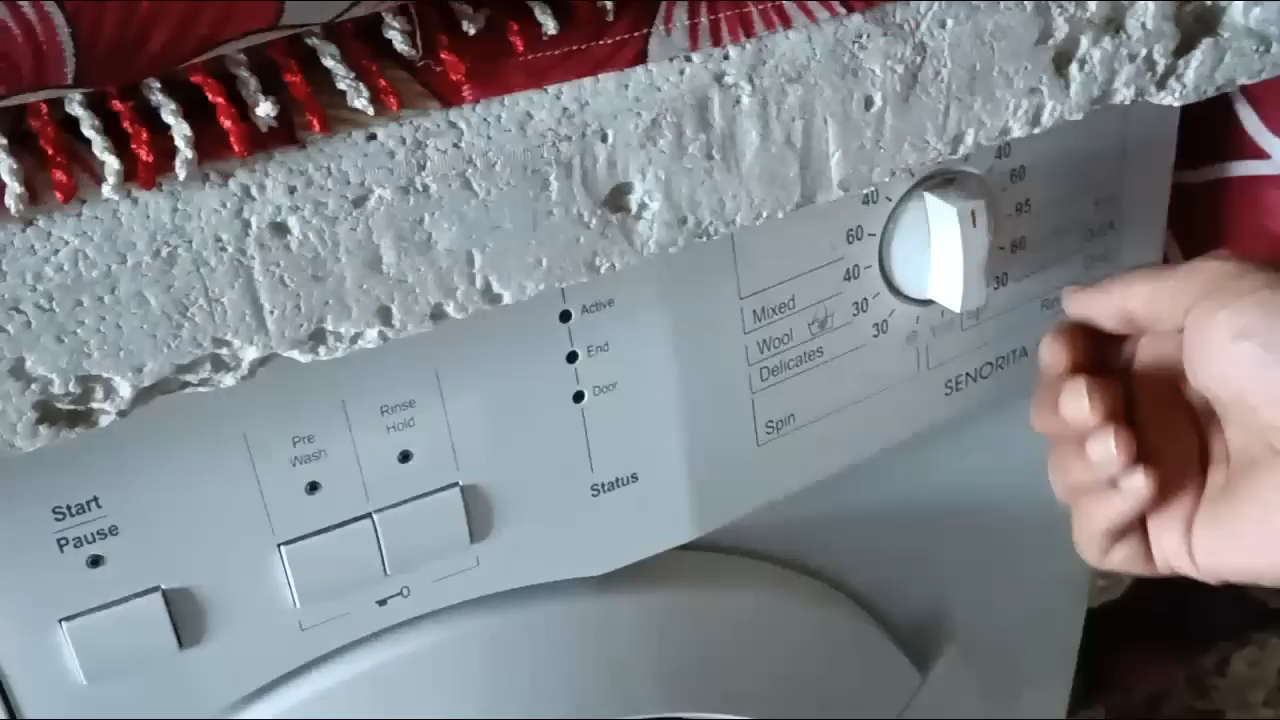 Start
Pause
Pre
Wash
Rinse
Hold
Active
End
Door
Status
40
60
40
30
30
Mixed
Wool
Delicates
Spin
1
40
60
95
60
30
SENORITA